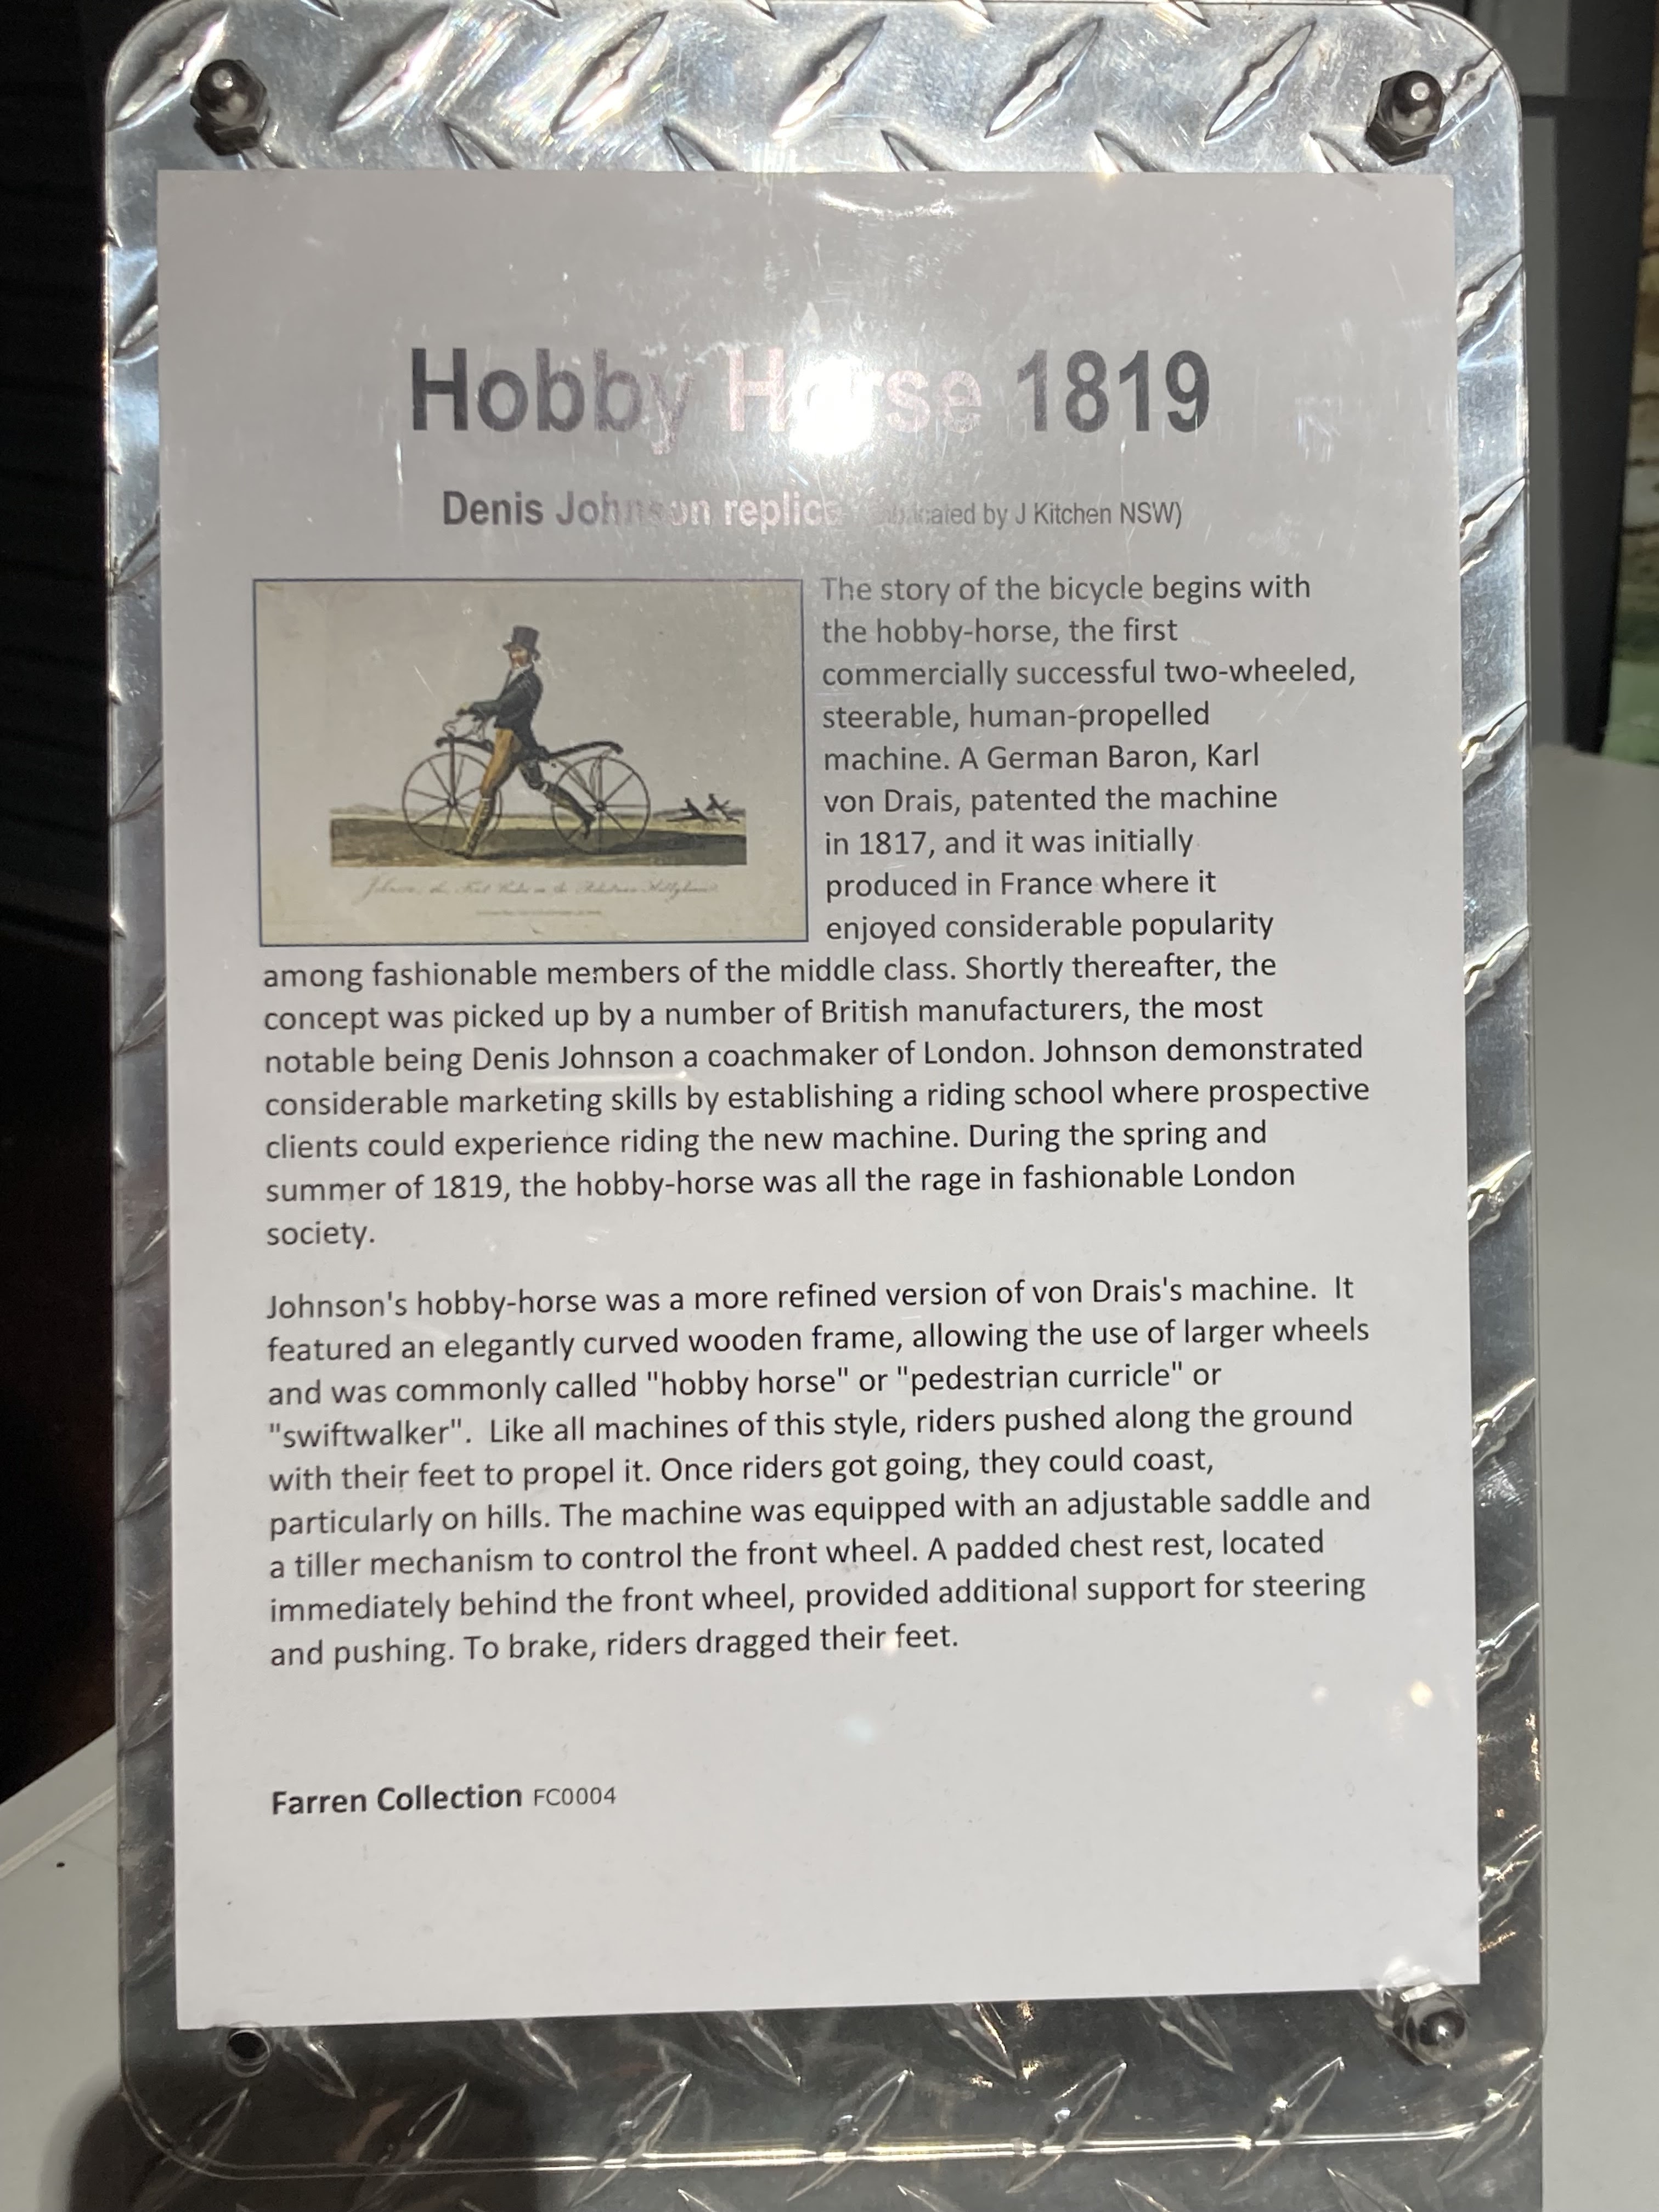 Hobby Horse 1819
Denis Johnson replica by J Kitchen NSW)
The story of the bicycle begins with
the hobby-horse, the first
commercially successful two-wheeled,
steerable, human-propelled
machine. A German Baron, Karl
von Drais, patented the machine
in 1817, and it was initially
produced in France where it
enjoyed considerable popularity
among fashionable members of the middle class. Shortly thereafter, the
concept was picked up by a number of British manufacturers, the most
notable being Denis Johnson a coachmaker of London. Johnson demonstrated
considerable marketing skills by establishing a riding school where prospective
clients could experience riding the new machine. During the spring and
summer of 1819, the hobby-horse was all the rage in fashionable London
society.
Johnson's hobby-horse was a more refined version of von Drais's machine. It
featured an elegantly curved wooden frame, allowing the use of larger wheels
and was commonly called "hobby horse" or "pedestrian curricle" or
"swiftwalker". Like all machines of this style, riders pushed along the ground
with their feet to propel it. Once riders got going, they could coast,
particularly on hills. The machine was equipped with an adjustable saddle and
a tiller mechanism to control the front wheel. A padded chest rest, located
immediately behind the front wheel, provided additional support for steering
and pushing. To brake, riders dragged their feet.
Farren Collection FC0004